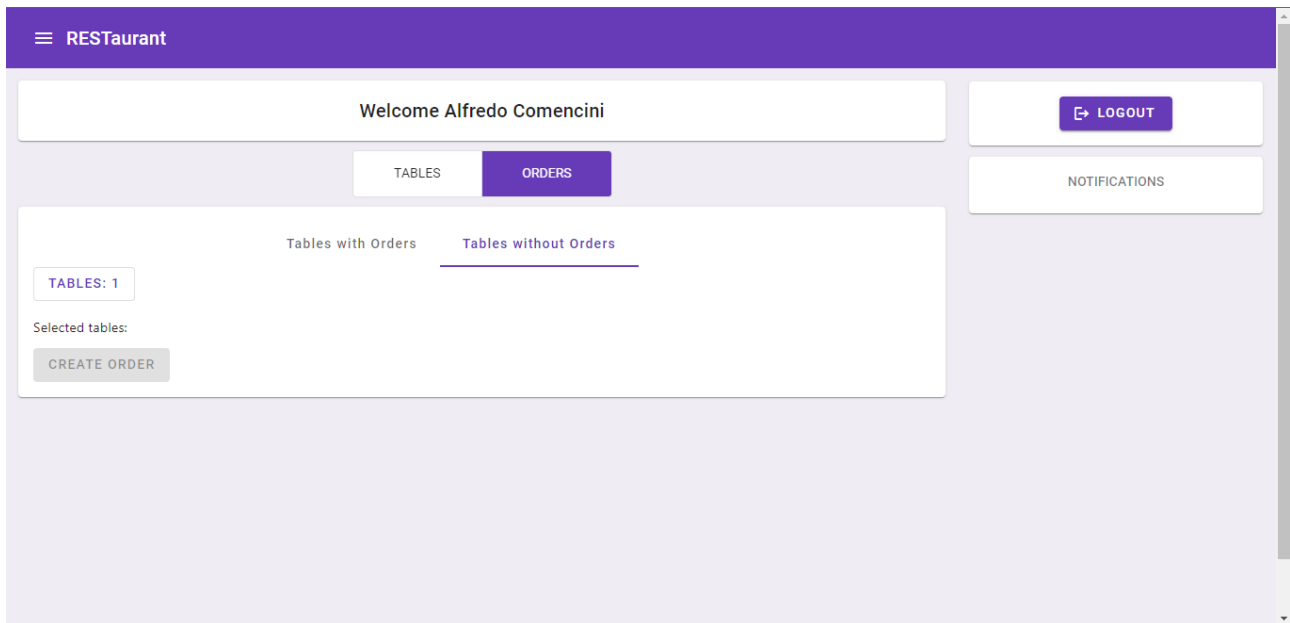 RESTaurant
Welcome Alfredo Comencini
LOGOUT
TABLES ORDERS
NOTIFICATIONS
Tables with Orders Tables without Orders
TABLES: 1
Selected tables:
CREATE ORDER